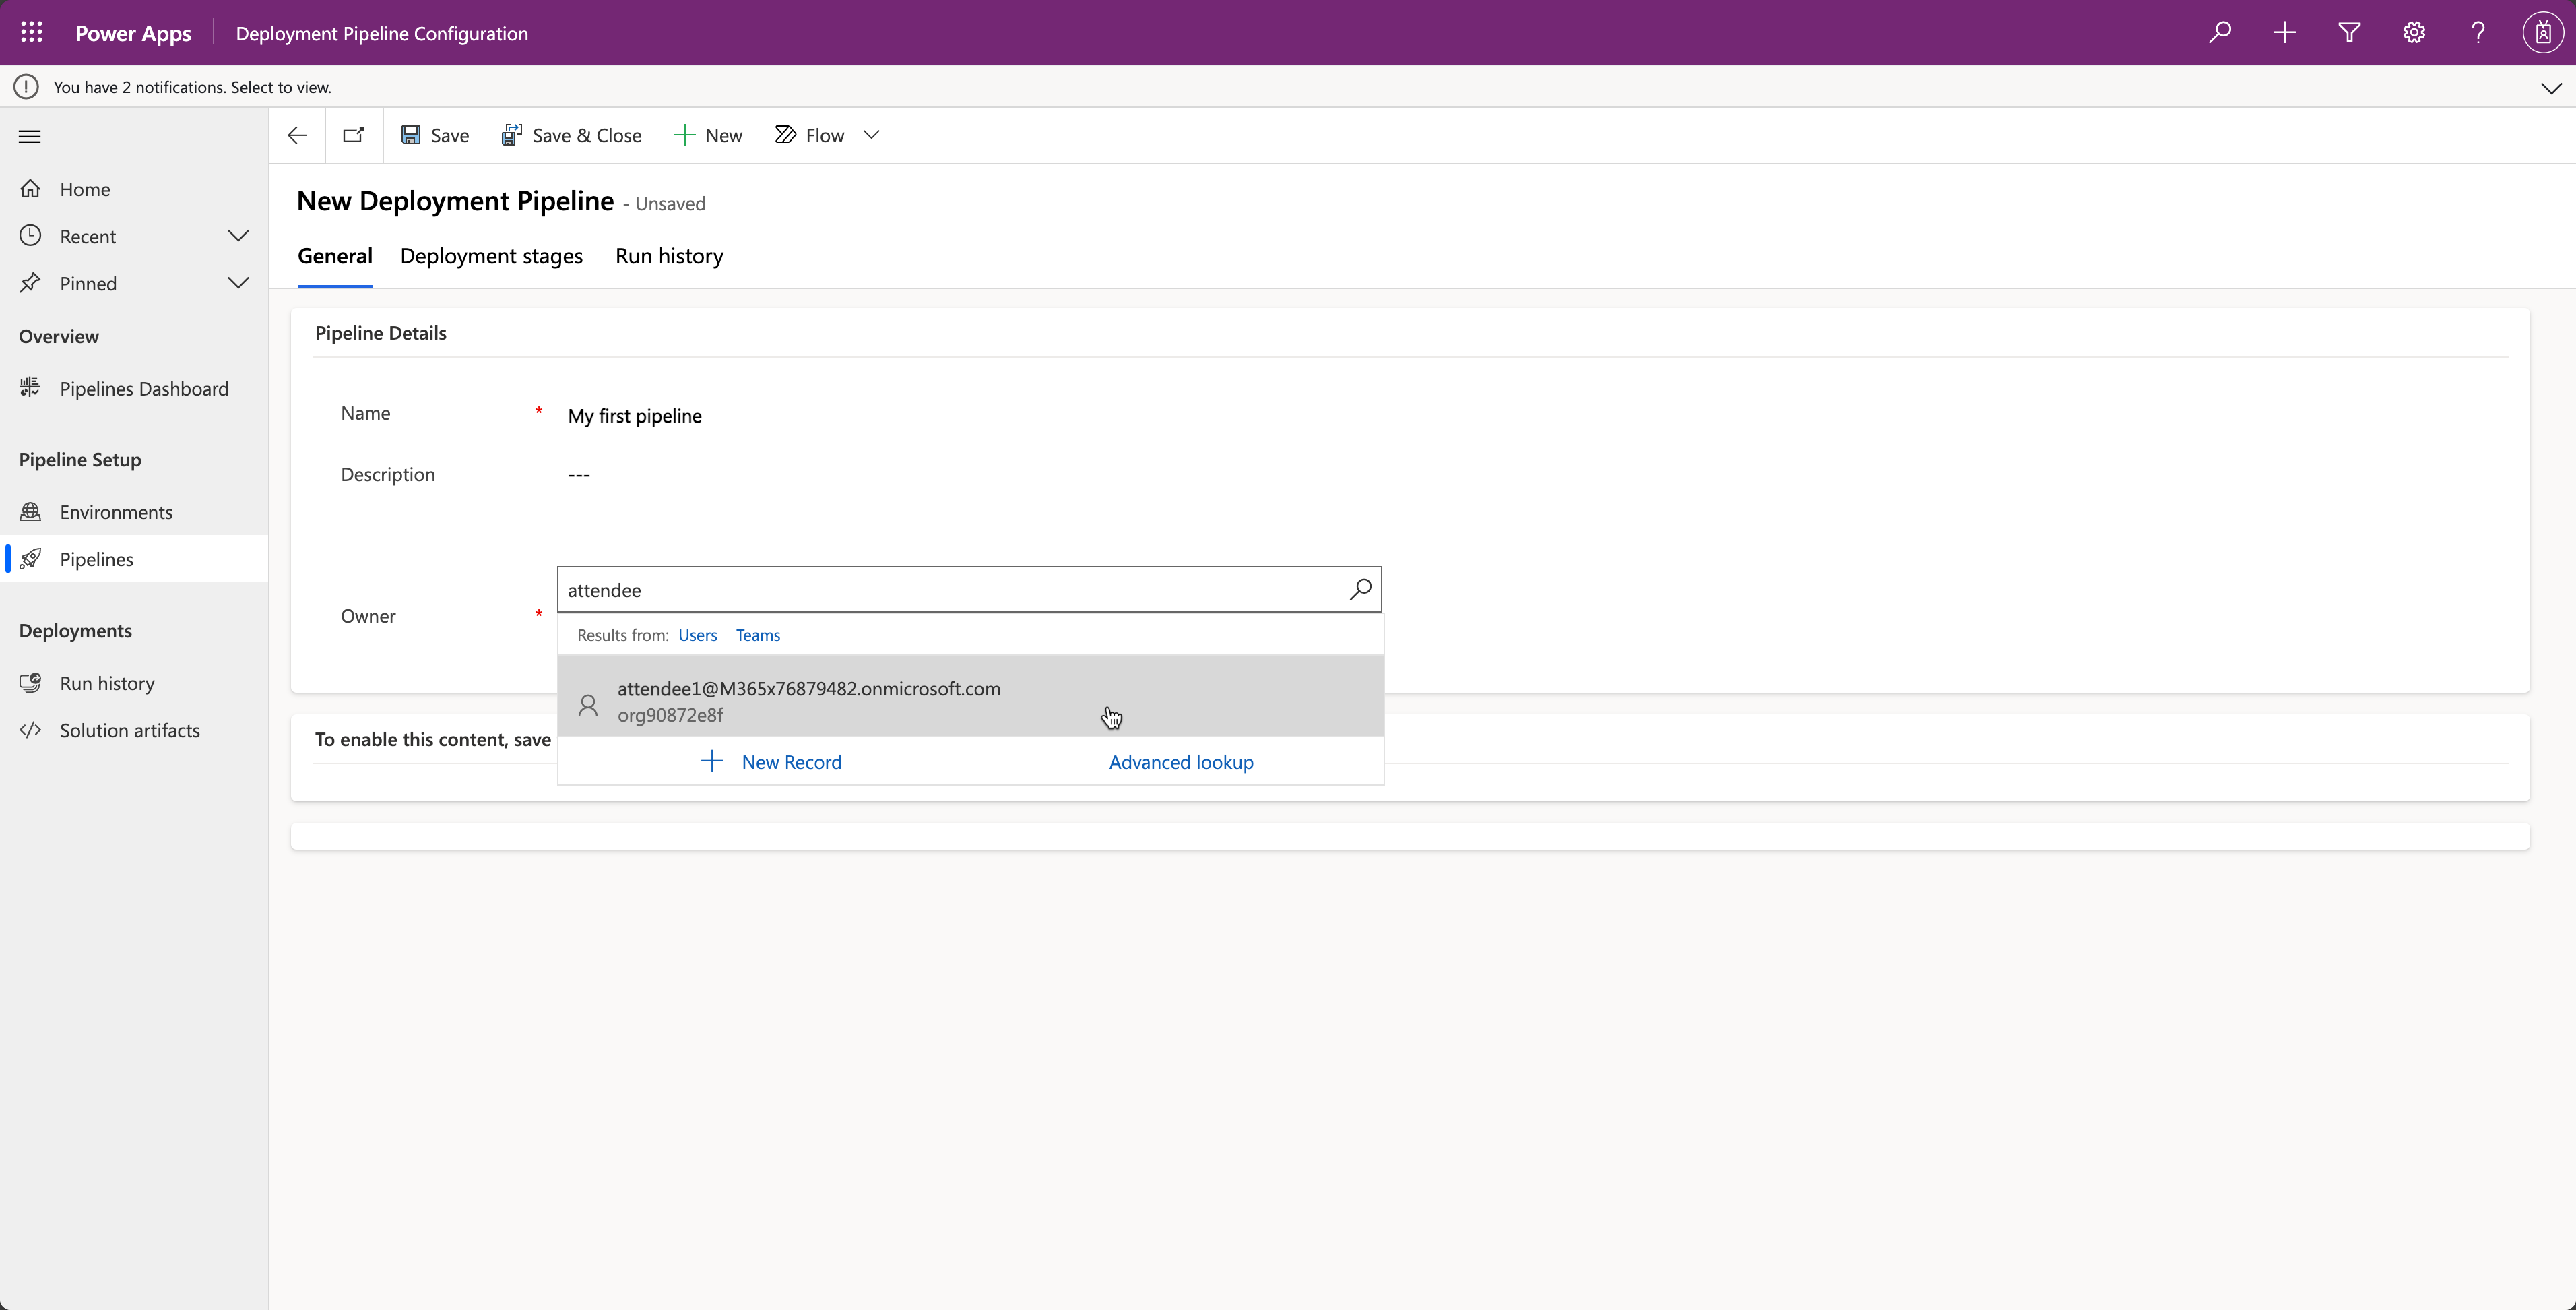 Power Apps
Deployment Pipeline Configuration
You have 2 notifications. Select to view.
Save
Save & Close
New
Flow
Home
Recent
Pinned
Overview
Pipelines Dashboard
Pipeline Setup
Environments
Pipelines
Deployments
Run history
Solution artifacts
New Deployment Pipeline - Unsaved
General
Deployment stages
Run history
Pipeline Details
Name *
My first pipeline
Description
---
Owner *
attendee
Results from: Users Teams
attendee1@M365x76879482.onmicrosoft.com
org90872e8f
New Record
Advanced lookup
To enable this content, save